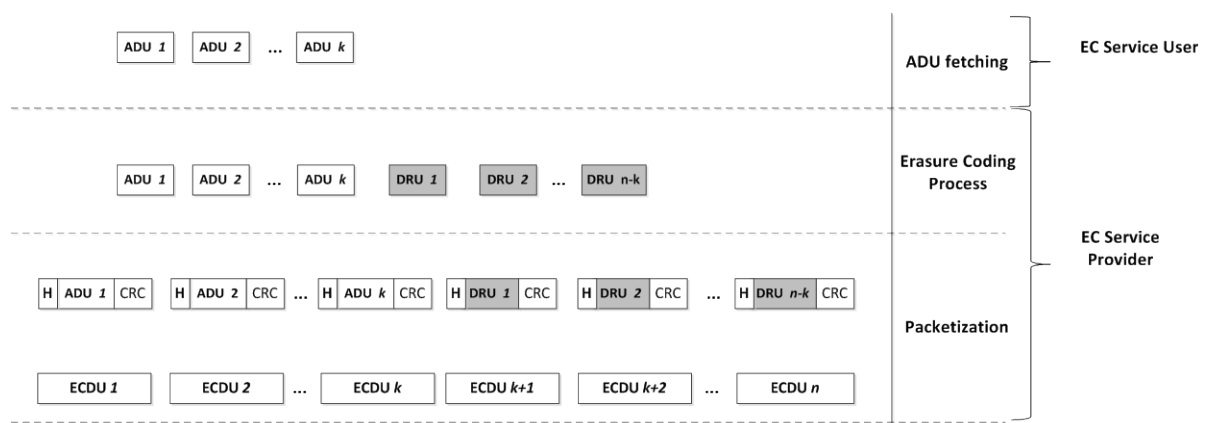 ADU 1 ADU 2 ... ADU k
ADU fetching
EC Service User
ADU 1 ADU 2 ... ADU k DRU 1 DRU 2 ... DRU n-k
Erasure Coding
Process
EC Service
Provider
H ADU 1 CRC H ADU 2 CRC ... H ADU k CRC H DRU 1 CRC H DRU 2 CRC ... H DRU n-k CRC
Packetization
ECDU 1 ECDU 2 ... ECDU k ECDU k+1 ECDU k+2 ... ECDU n